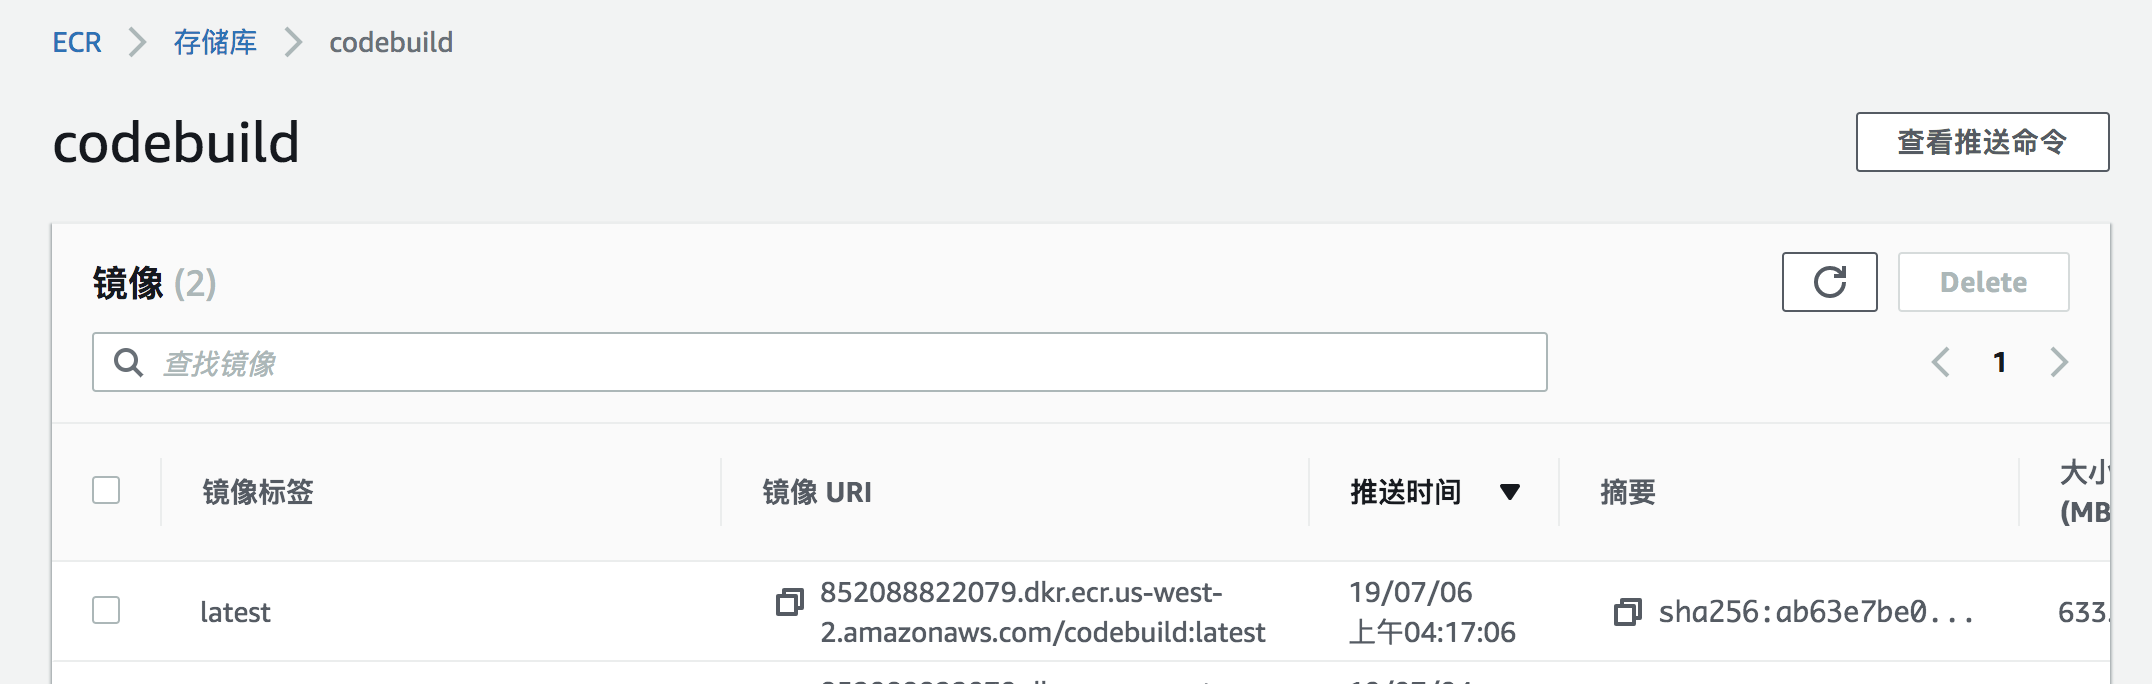 ECR > 存储库 > codebuild
codebuild
查看推送命令
镜像 (2)
Delete
查找镜像
1
镜像标签
镜像 URI
推送时间
摘要
大小
(MB
latest
852088822079.dkr.ecr.us-west-
2.amazonaws.com/codebuild:latest
19/07/06
上午04:17:06
sha256:ab63e7be0...
633.